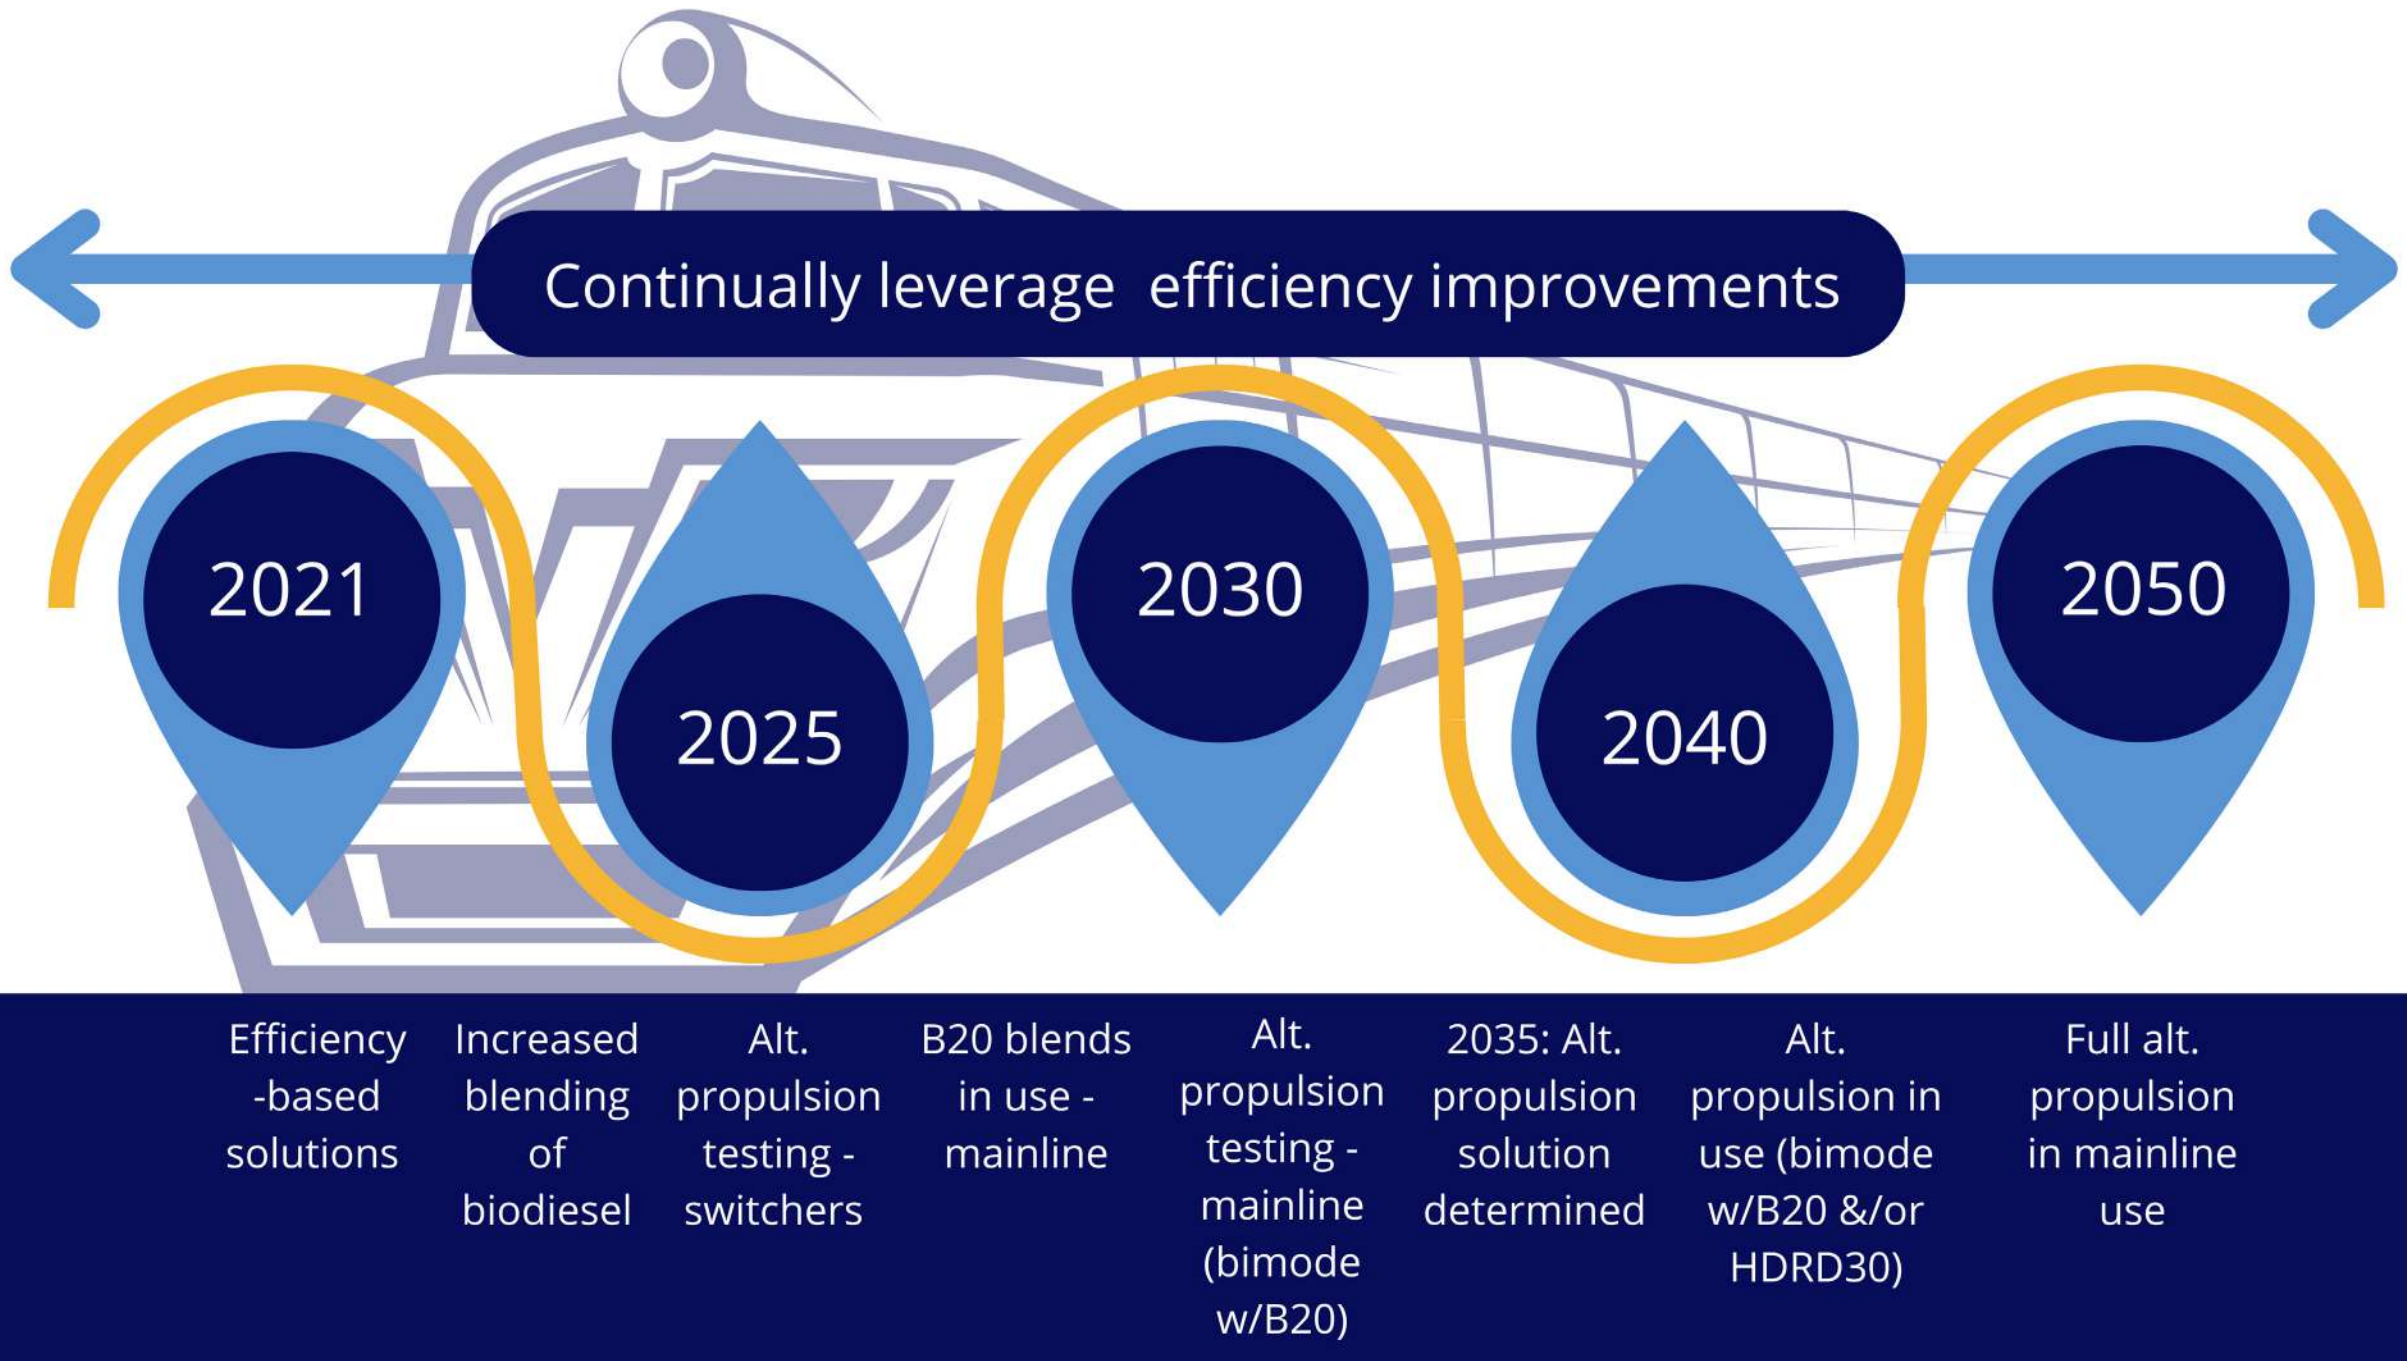 Continually leverage efficiency improvements
2021
2025
2030
2040
2050
Efficiency
-based
solutions
Increased
blending
of
biodiesel
Alt.
propulsion
testing -
switchers
B20 blends
in use -
mainline
Alt.
propulsion
testing -
mainline
(bimode
w/B20)
2035: Alt.
propulsion
solution
determined
Alt.
propulsion in
use (bimode
w/B20 &/or
HDRD30)
Full alt.
propulsion
in mainline
use